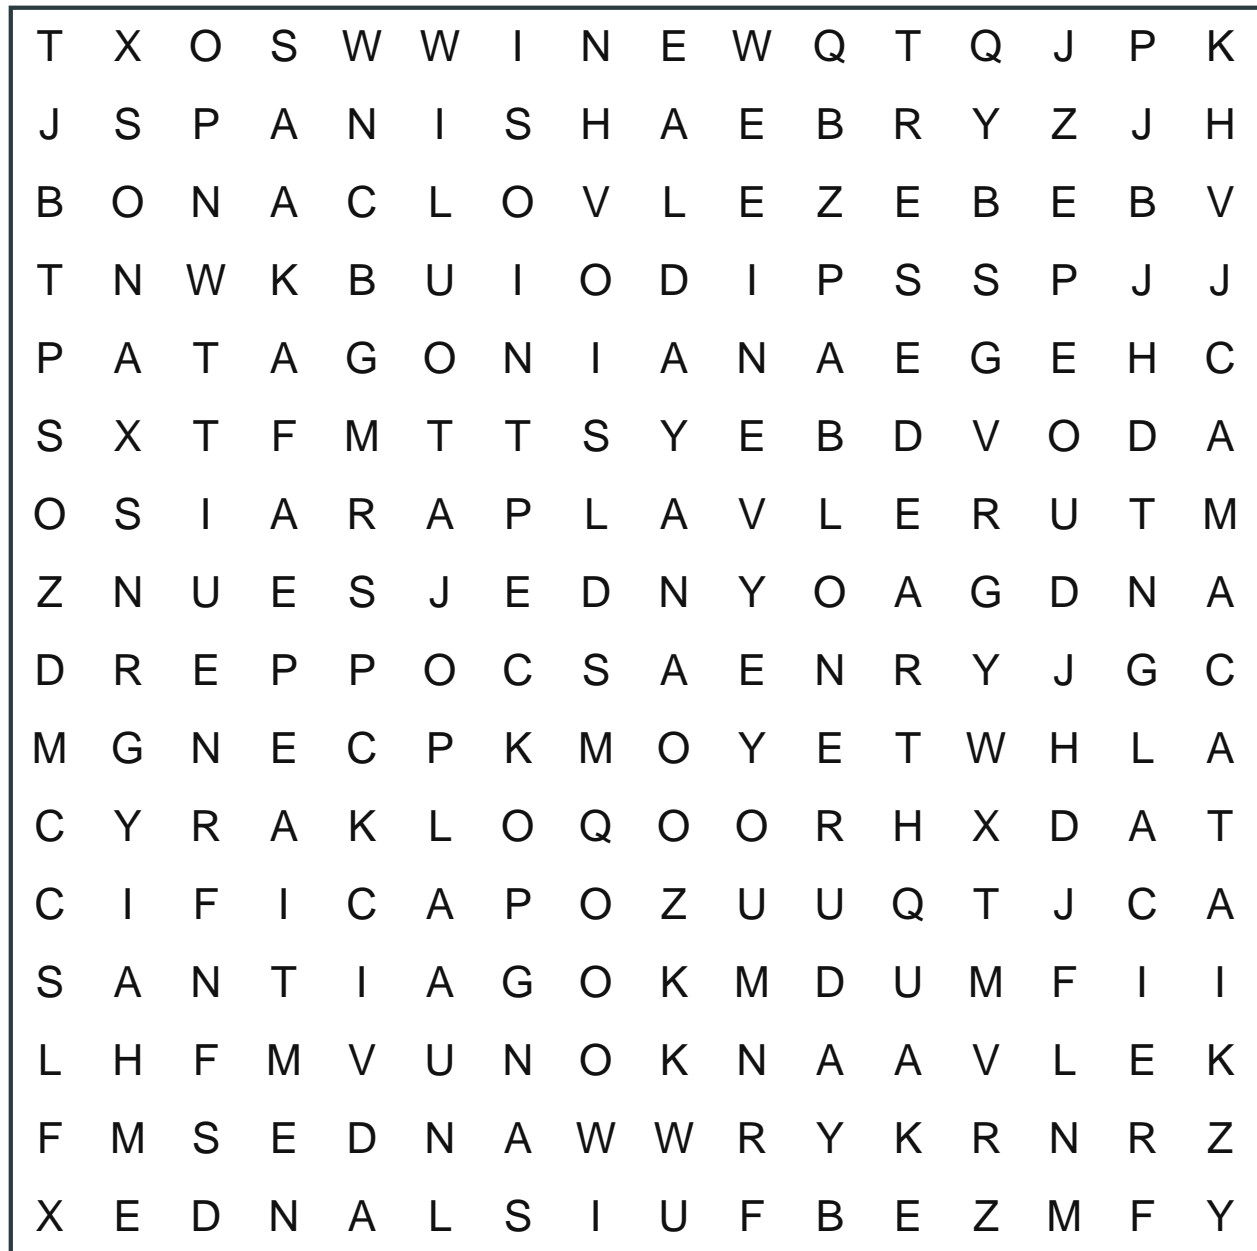 T X O S W W I N E W Q T Q J P K
J S P A N I S H A E B R Y Z J H
B O N A C L O V L E Z E B E B V
T N W K B U I O D I P S S P J J
P A T A G O N I A N A E G E H C
S X T F M T T S Y E B D V O D A
O S I A R A P L A V L E R U T M
Z N U E S J E D N Y O A G D N A
D R E P P O C S A E N R Y J G C
M G N E C P K M O Y E T W H L A
C Y R A K L O Q O O R H X D A T
C I F I C A P O Z U U Q T J C A
S A N T I A G O K M D U M F I I
L H F M V U N O K N A A V L E K
F M S E D N A W W R Y K R N R Z
X E D N A L S I U F B E Z M F Y